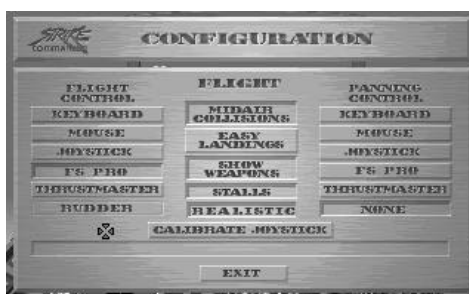 STRIKE
COMMANDER
CONFIGURATION
FLIGHT
CONTROL
KEYBOARD
MOUSE
JOYSTICK
FS PRO
THRUSTMASTER
RUDDER
FLIGHT
MIDAIR
COLLISIONS
EASY
LANDINGS
SHOW
WEAPONS
STALLS
REALISTIC
PANNING
CONTROL
KEYBOARD
MOUSE
JOYSTICK
FS PRO
THRUSTMASTER
NONE
CALIBRATE JOYSTICK
EXIT